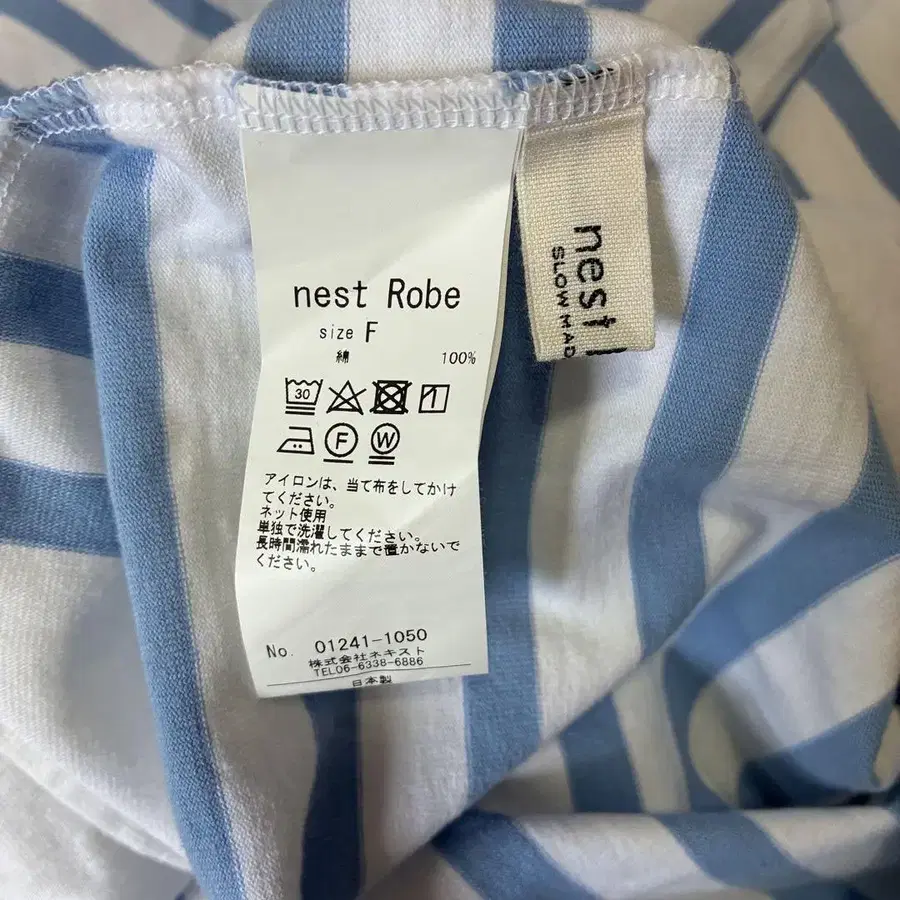 nest Robe
size F
綿 100%
30
1
F W
アイロンは、当て布をしてかけ
てください。
ネット使用
単独で洗濯してください。
長時間濡れたままで置かないで
ください。
No. 01241-1050
株式会社ネキスト
TEL06-6338-6886
日本製
nest
SLOW MAD